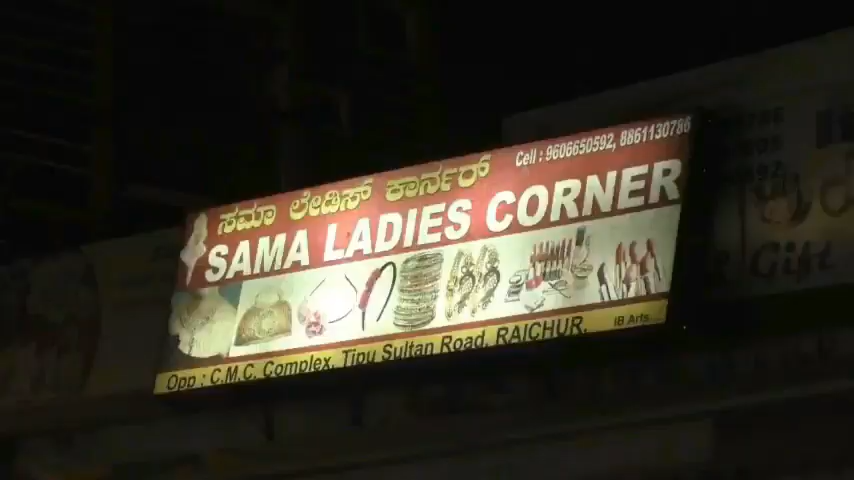 Cell : 9606650592, 8861130786
ಸಮಾ ಲೇಡಿಸ್ ಕಾರ್ನರ್
SAMA LADIES CORNER
Opp : C.M.C. Complex, Tipu Sultan Road, RAICHUR.
IB Arts
Gift